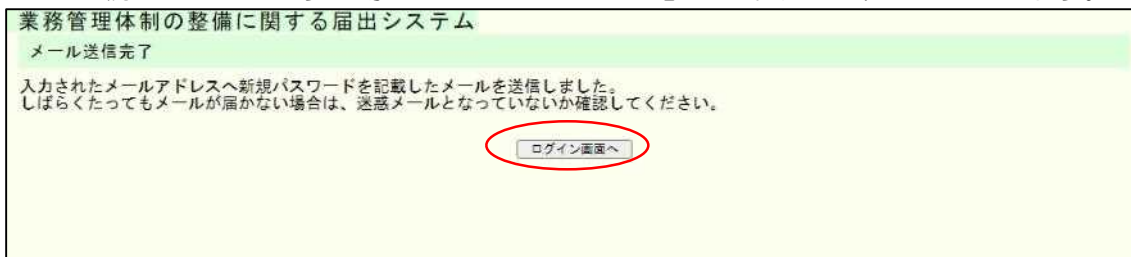 業務管理体制の整備に関する届出システム
メール送信完了
入力されたメールアドレスへ新規パスワードを記載したメールを送信しました。
しばらくたってもメールが届かない場合は、迷惑メールとなっていないか確認してください。
ログイン画面へ